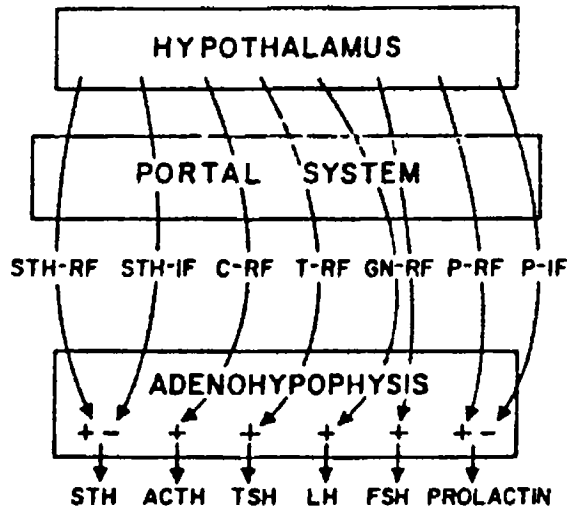 HYPOTHALAMUS
PORTAL SYSTEM
STH-RF STH-IF C-RF T-RF GN-RF P-RF P-IF
ADENOHYPOPHYSIS
+ − + + + + + −
STH ACTH TSH LH FSH PROLACTIN